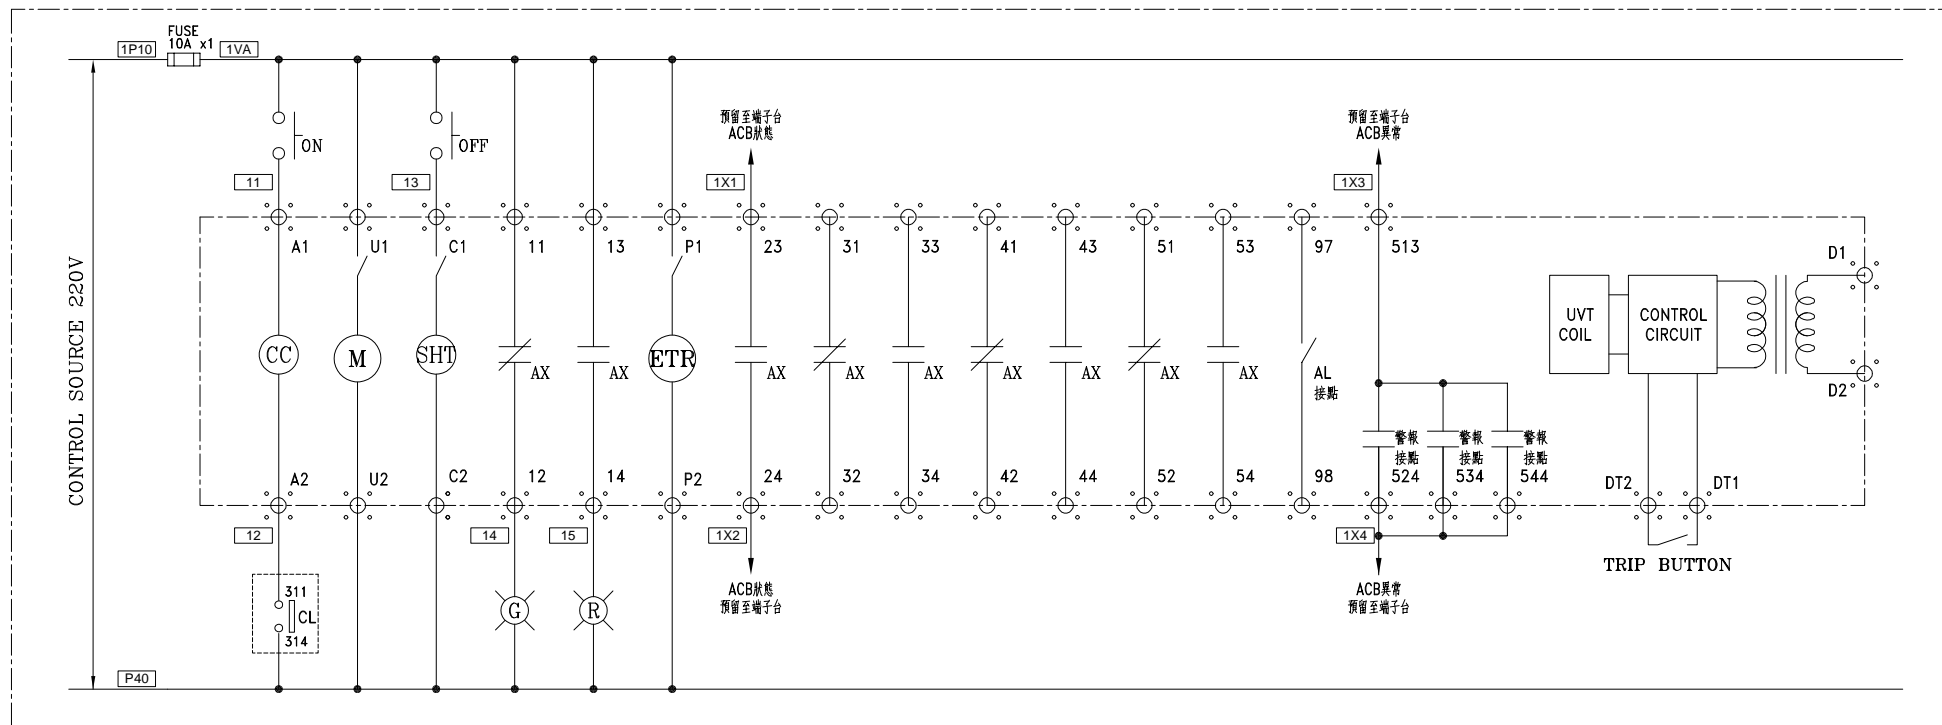 FUSE
10A x1
1P10
1VA
CONTROL SOURCE 220V
ON
OFF
11
13
預留至端子台
ACB狀態
1X1
預留至端子台
ACB異常
1X3
A1
U1
C1
11
13
P1
23
31
33
41
43
51
53
97
513
D1
CC
M
SHT
AX
AX
ETR
AX
AX
AX
AX
AX
AX
AX
AL
接點
UVT
COIL
CONTROL
CIRCUIT
D2
警報
接點
警報
接點
警報
接點
A2
U2
C2
12
14
P2
24
32
34
42
44
52
54
98
524
534
544
DT2
DT1
12
14
15
1X2
1X4
TRIP BUTTON
ACB狀態
預留至端子台
ACB異常
預留至端子台
311
CL
314
G
R
P40